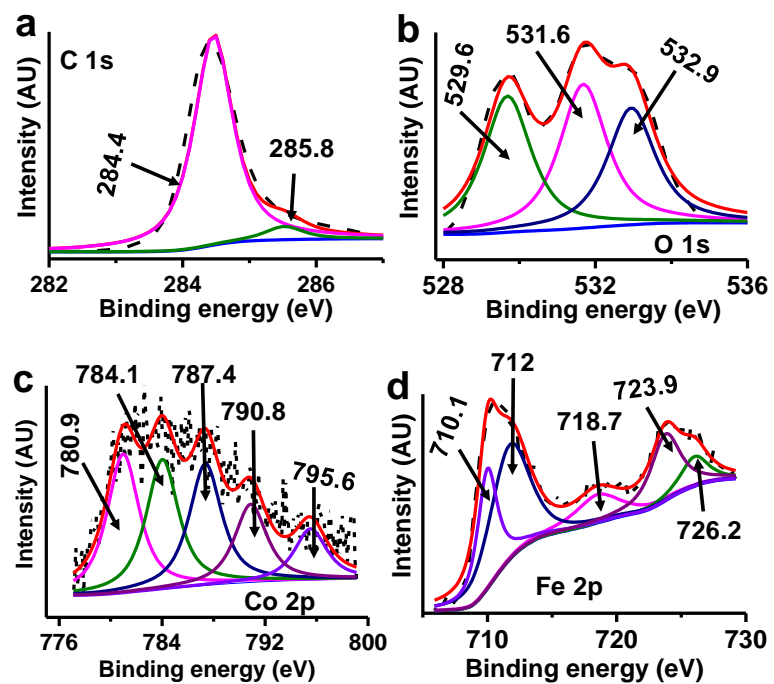 a
C 1s
284.4
285.8
Intensity (AU)
282
284
286
Binding energy (eV)
b
529.6
531.6
532.9
Intensity (AU)
O 1s
528
532
536
Binding energy (eV)
c
780.9
784.1
787.4
790.8
795.6
Intensity (AU)
Co 2p
776
784
792
800
Binding energy (eV)
d
710.1
712
718.7
723.9
726.2
Intensity (AU)
Fe 2p
710
720
730
Binding energy (eV)